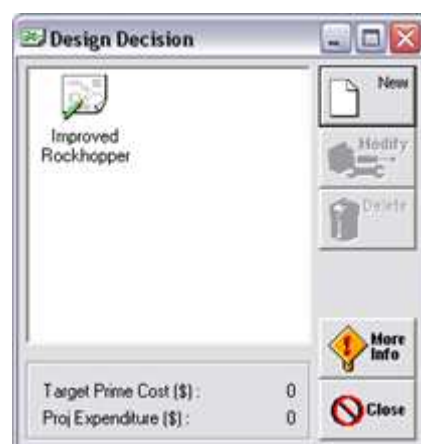 Design Decision
Improved
Rockhopper
New
Modify
Delete
More
Info
Target Prime Cost ($) : 0
Proj Expenditure ($) : 0
Close